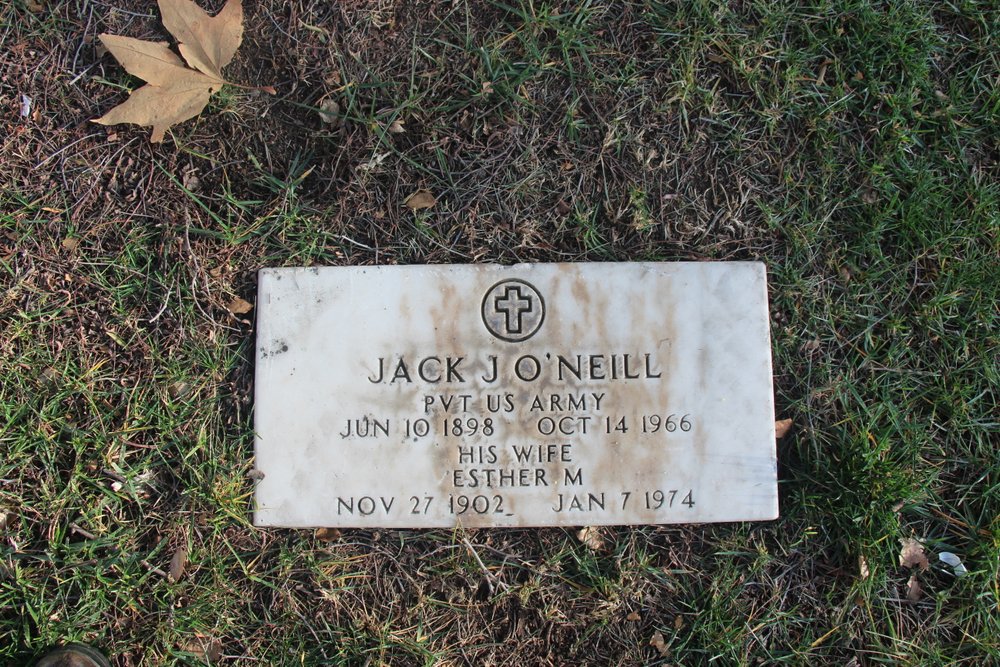 JACK J O'NEILL
PVT US ARMY
JUN 10 1898 OCT 14 1966
HIS WIFE
ESTHER M
NOV 27 1902 JAN 7 1974